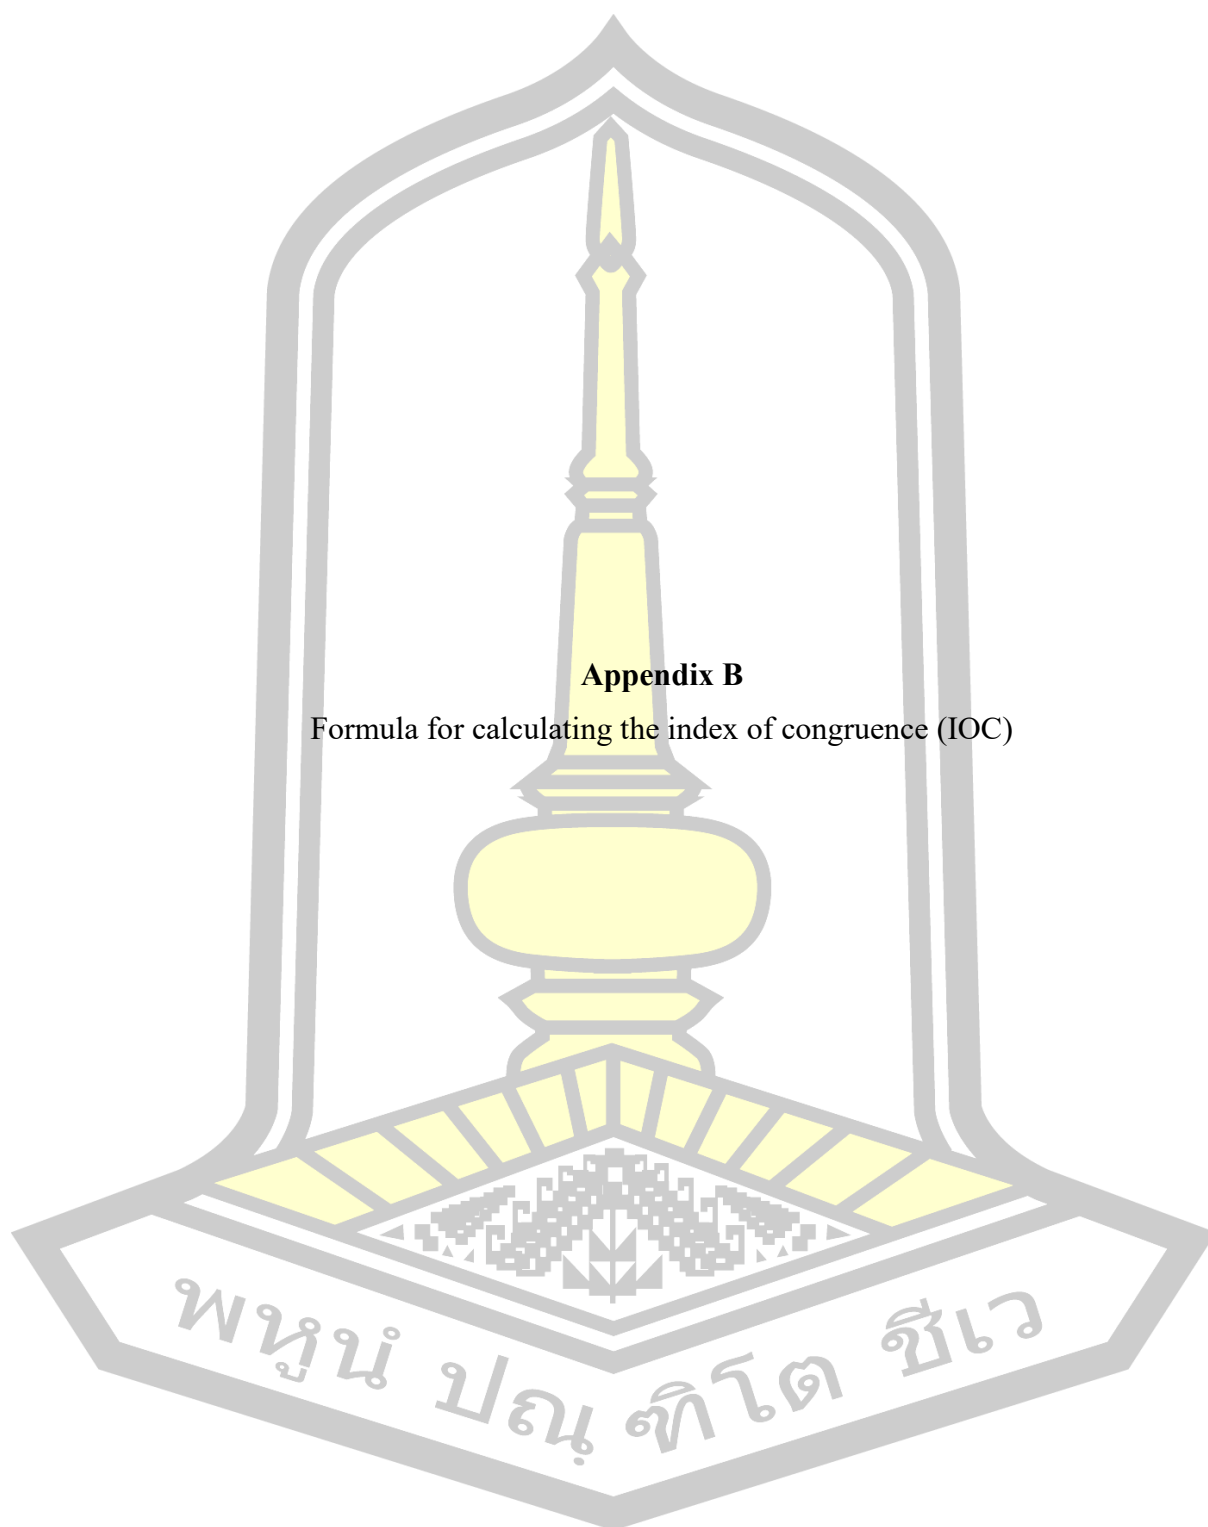 Appendix B
Formula for calculating the index of congruence (IOC)
พหูนํ ปณฺฑิโต ชีเว